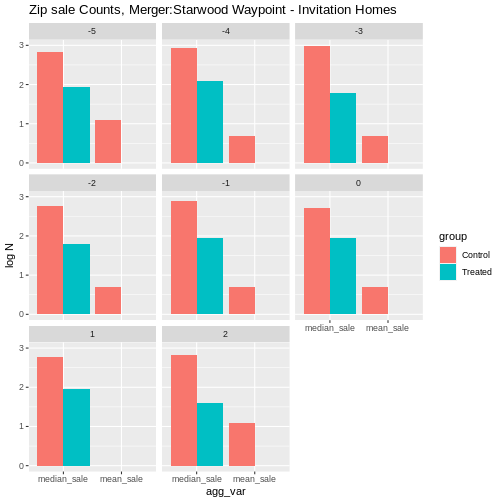 Zip sale Counts, Merger:Starwood Waypoint - Invitation Homes
-5 -4 -3
3
2
1
0
-2 -1 0
3
2
1
0
log N
group
Control
Treated
median_sale mean_sale
1 2
3
2
1
0
median_sale mean_sale median_sale mean_sale
agg_var